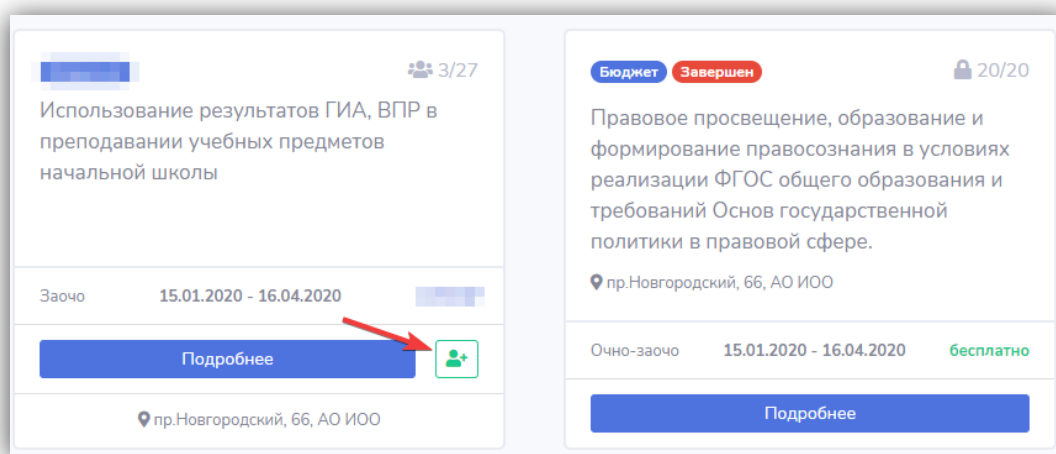 3/27
Использование результатов ГИА, ВПР в
преподавании учебных предметов
начальной школы
Заочо
15.01.2020 - 16.04.2020
Подробнее
пр.Новгородский, 66, АО ИОО
Бюджет Завершен 20/20
Правовое просвещение, образование и
формирование правосознания в условиях
реализации ФГОС общего образования и
требований Основ государственной
политики в правовой сфере.
пр.Новгородский, 66, АО ИОО
Очно-заочо 15.01.2020 - 16.04.2020 бесплатно
Подробнее